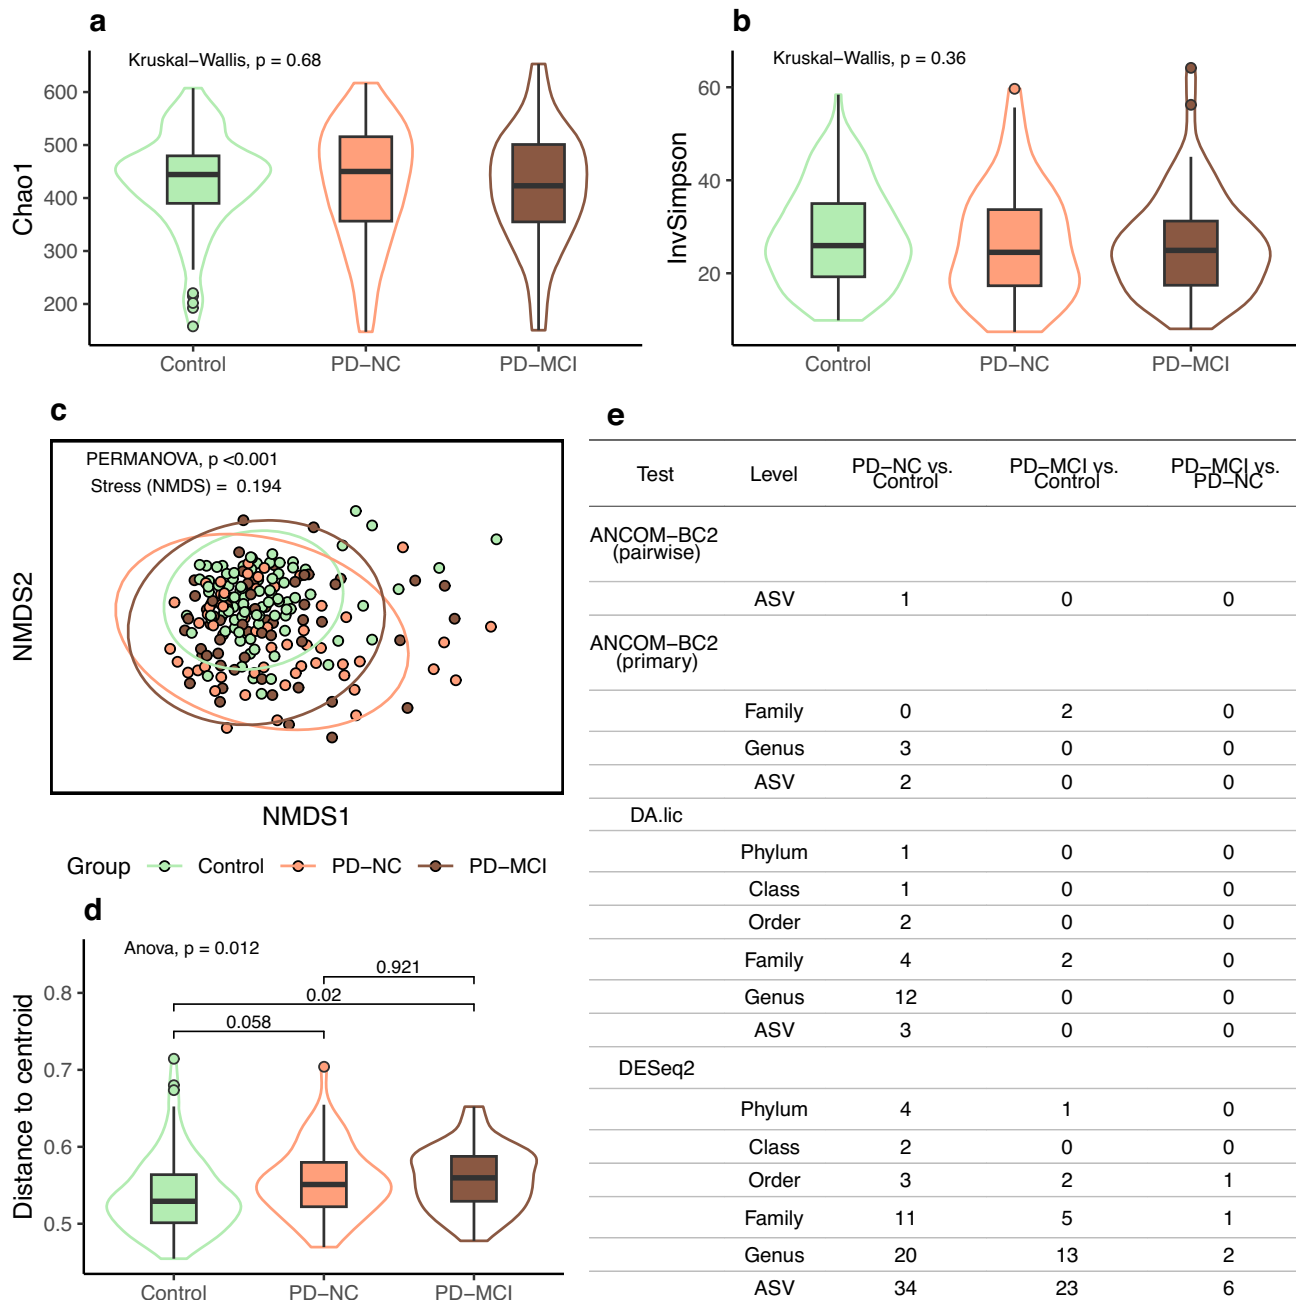 a
Kruskal–Wallis, p = 0.68
Chao1
600
500
400
300
200
Control PD–NC PD–MCI
b
Kruskal–Wallis, p = 0.36
InvSimpson
60
40
20
Control PD–NC PD–MCI
c
PERMANOVA, p <0.001
Stress (NMDS) = 0.194
NMDS2
NMDS1
Group Control PD–NC PD–MCI
d
Anova, p = 0.012
0.921
0.02
0.058
Distance to centroid
0.8
0.7
0.6
0.5
Control PD–NC PD–MCI
e
Test Level PD–NC vs. Control PD–MCI vs. Control PD–MCI vs. PD–NC
ANCOM–BC2
(pairwise)
ASV 1 0 0
ANCOM–BC2
(primary)
Family 0 2 0
Genus 3 0 0
ASV 2 0 0
DA.lic
Phylum 1 0 0
Class 1 0 0
Order 2 0 0
Family 4 2 0
Genus 12 0 0
ASV 3 0 0
DESeq2
Phylum 4 1 0
Class 2 0 0
Order 3 2 1
Family 11 5 1
Genus 20 13 2
ASV 34 23 6